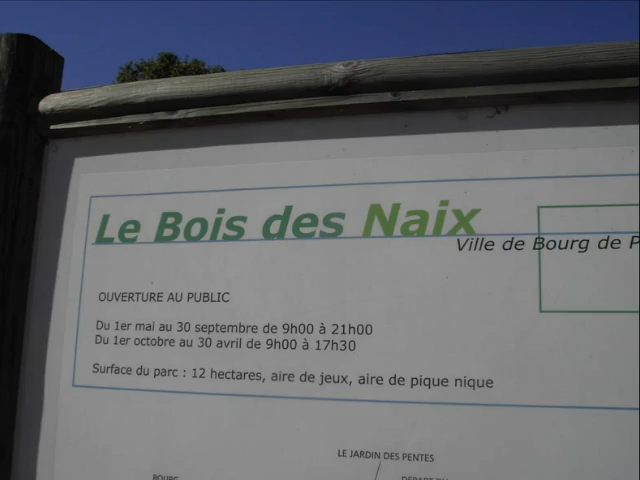 Le Bois des Naix
Ville de Bourg de P
OUVERTURE AU PUBLIC
Du 1er mai au 30 septembre de 9h00 à 21h00
Du 1er octobre au 30 avril de 9h00 à 17h30
Surface du parc : 12 hectares, aire de jeux, aire de pique nique
LE JARDIN DES PENTES
BOURG